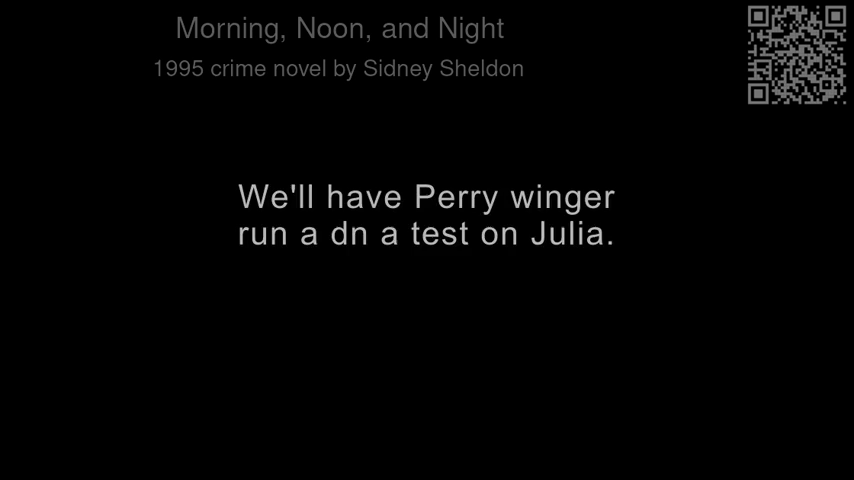 Morning, Noon, and Night
1995 crime novel by Sidney Sheldon
We'll have Perry winger
run a dn a test on Julia.